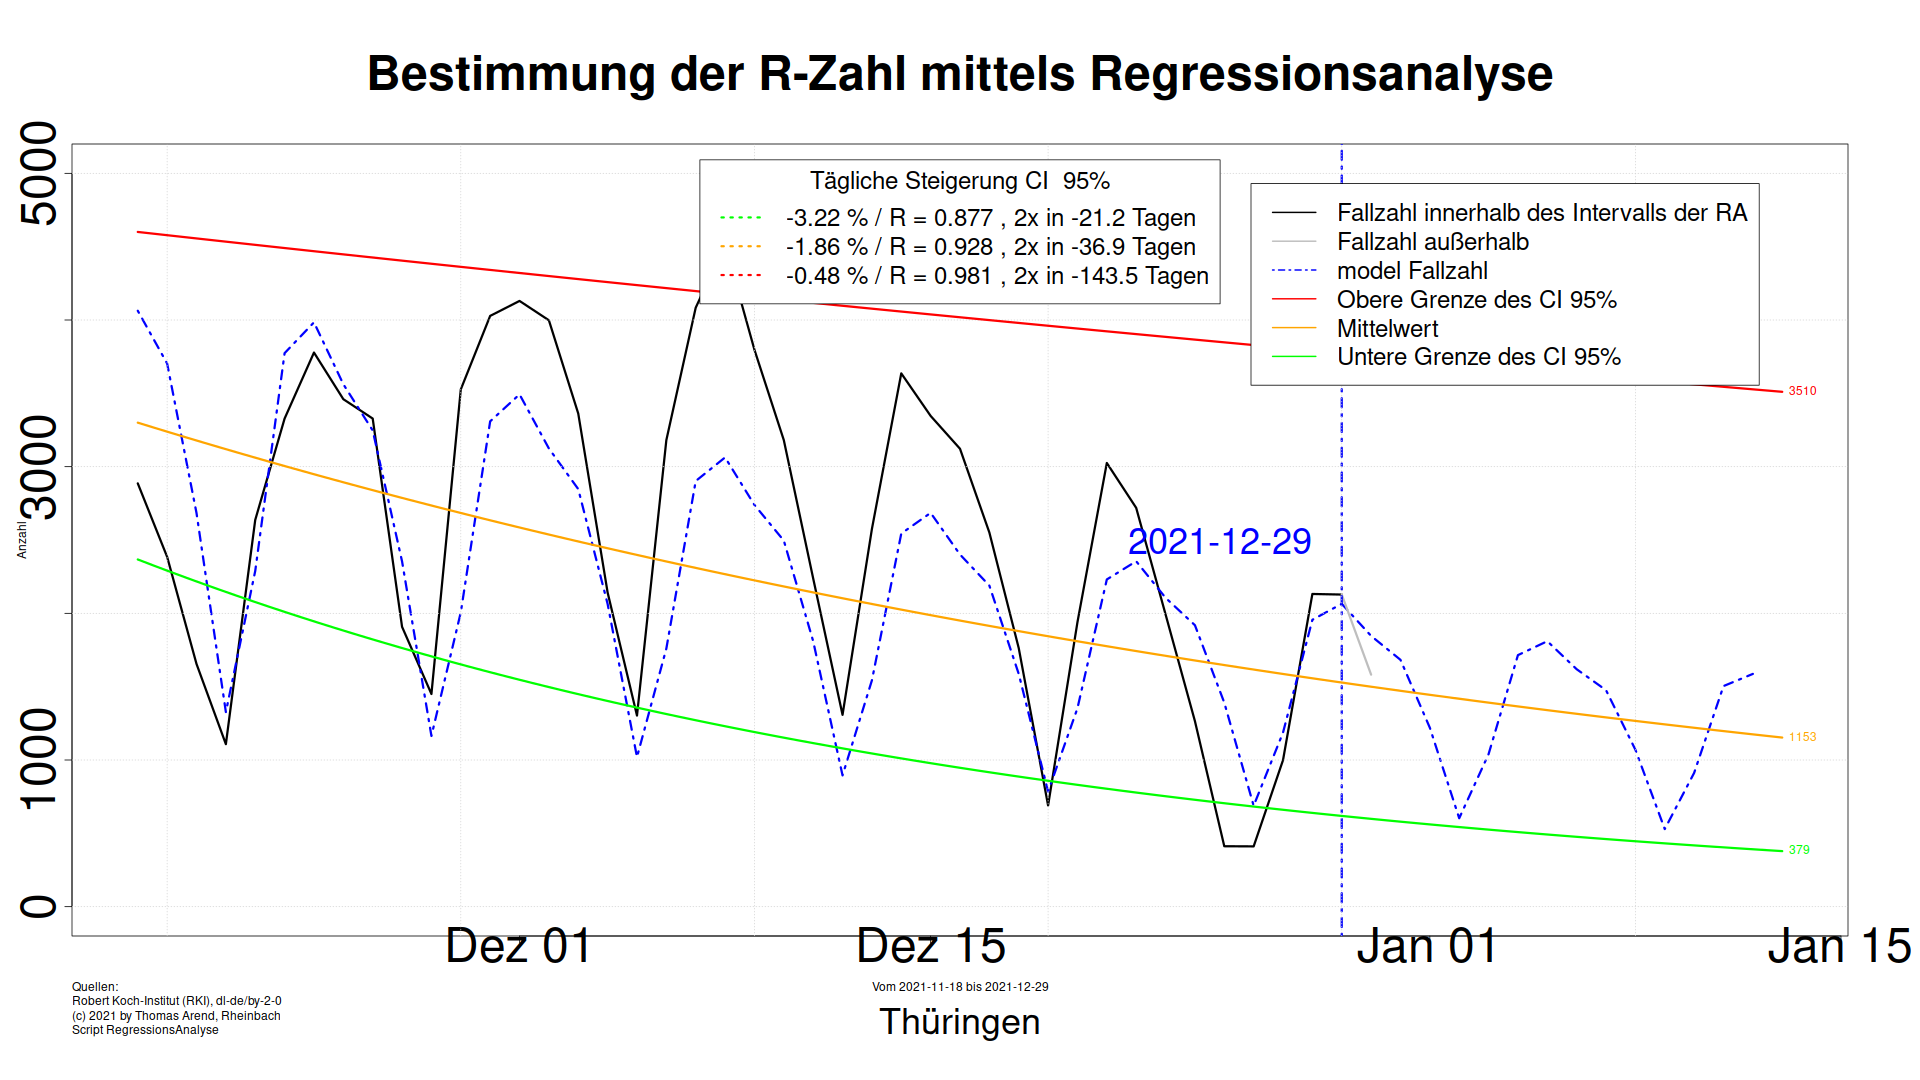 Bestimmung der R-Zahl mittels Regressionsanalyse
5000
3000
1000
0
Anzahl
Tägliche Steigerung CI  95%
-3.22 % / R = 0.877 , 2x in -21.2 Tagen
-1.86 % / R = 0.928 , 2x in -36.9 Tagen
-0.48 % / R = 0.981 , 2x in -143.5 Tagen
Fallzahl innerhalb des Intervalls der RA
Fallzahl außerhalb
model Fallzahl
Obere Grenze des CI 95%
Mittelwert
Untere Grenze des CI 95%
3510
2021-12-29
1153
379
Dez 01
Dez 15
Jan 01
Jan 15
Quellen:
Robert Koch-Institut (RKI), dl-de/by-2-0
(c) 2021 by Thomas Arend, Rheinbach
Script RegressionsAnalyse
Vom 2021-11-18 bis 2021-12-29
Thüringen